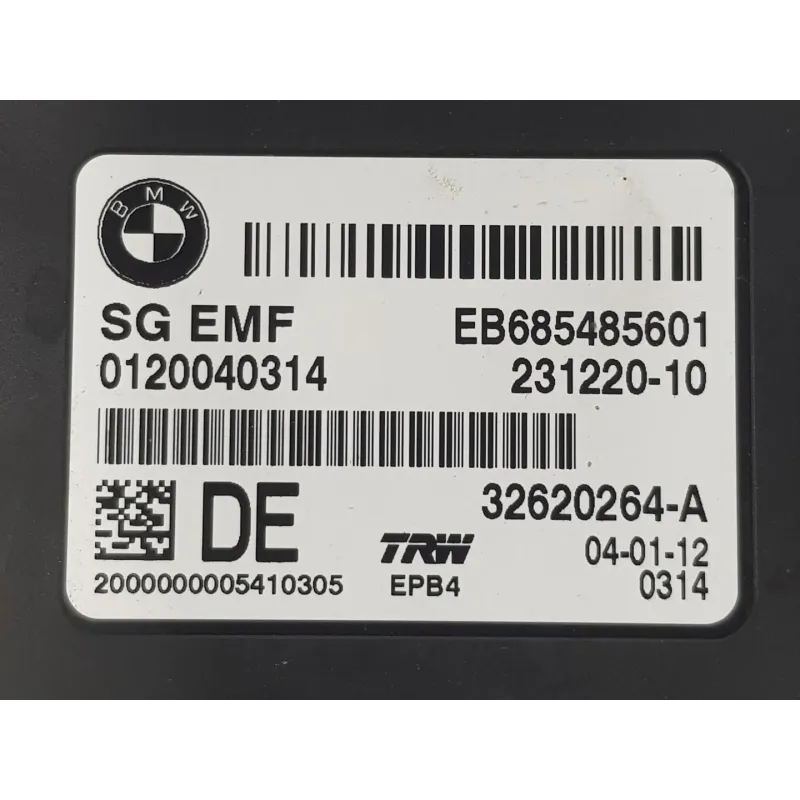 BMW
SG EMF EB685485601
0120040314 231220-10
DE 32620264-A
TRW 04-01-12
2000000005410305 EPB4 0314